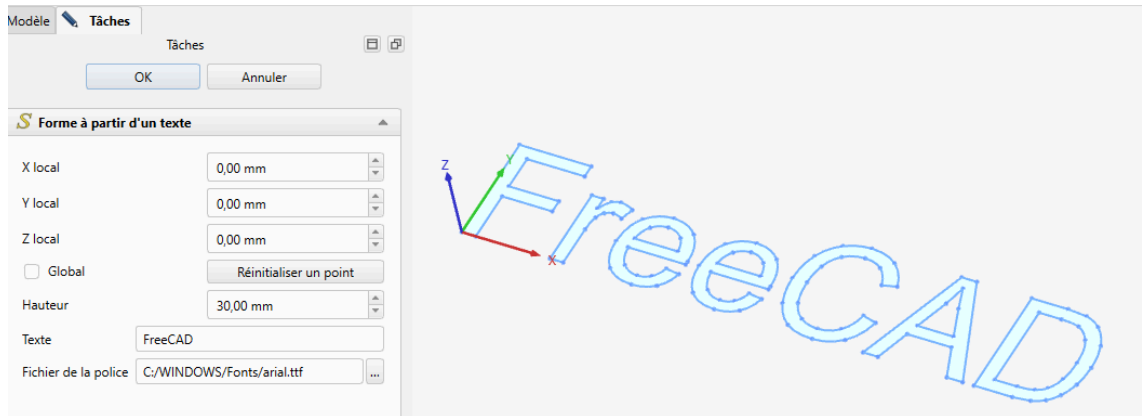 Modèle Tâches
Tâches
OK Annuler
S Forme à partir d'un texte
X local 0,00 mm
Y local 0,00 mm
Z local 0,00 mm
Global Réinitialiser un point
Hauteur 30,00 mm
Texte FreeCAD
Fichier de la police C:/WINDOWS/Fonts/arial.ttf ...
Z
Y
X
FreeCAD